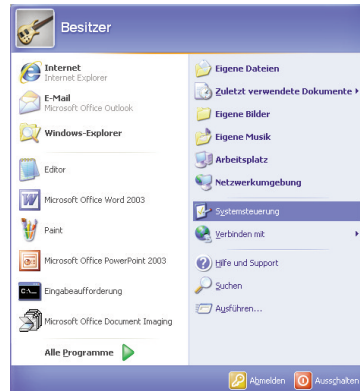 Besitzer
Internet
Internet Explorer
E-Mail
Microsoft Office Outlook
Windows-Explorer
Editor
Microsoft Office Word 2003
Paint
Microsoft Office PowerPoint 2003
Eingabeaufforderung
Microsoft Office Document Imaging
Alle Programme
Eigene Dateien
Zuletzt verwendete Dokumente
Eigene Bilder
Eigene Musik
Arbeitsplatz
Netzwerkumgebung
Systemsteuerung
Verbinden mit
Hilfe und Support
Suchen
Ausführen...
Abmelden
Ausschalten